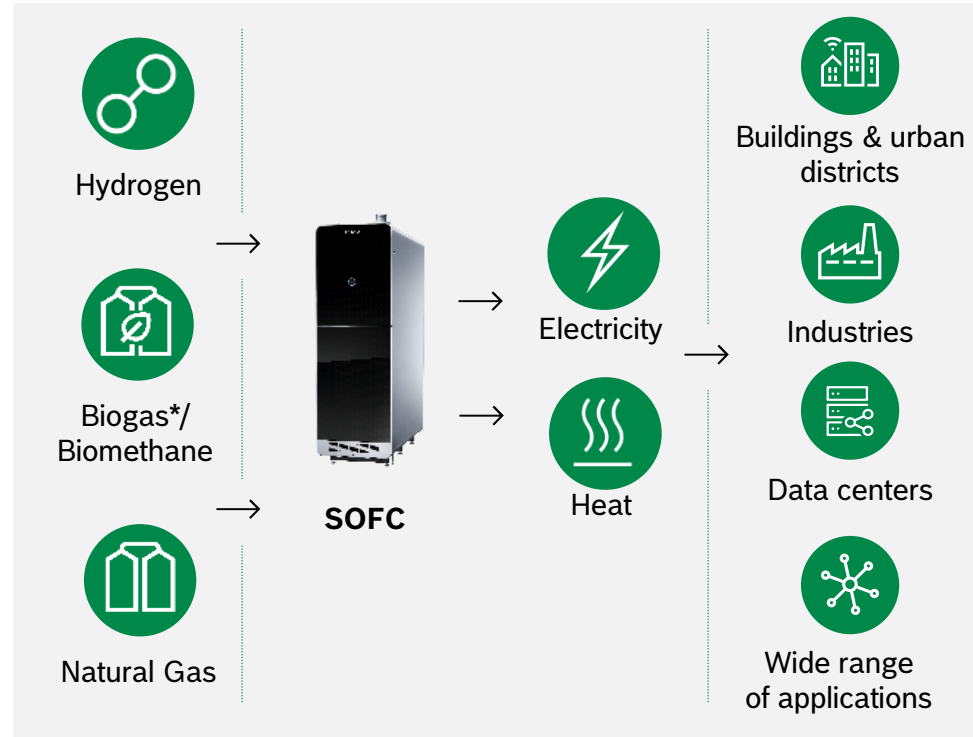 Hydrogen
Biogas*/
Biomethane
Natural Gas
SOFC
Electricity
Heat
Buildings & urban
districts
Industries
Data centers
Wide range
of applications